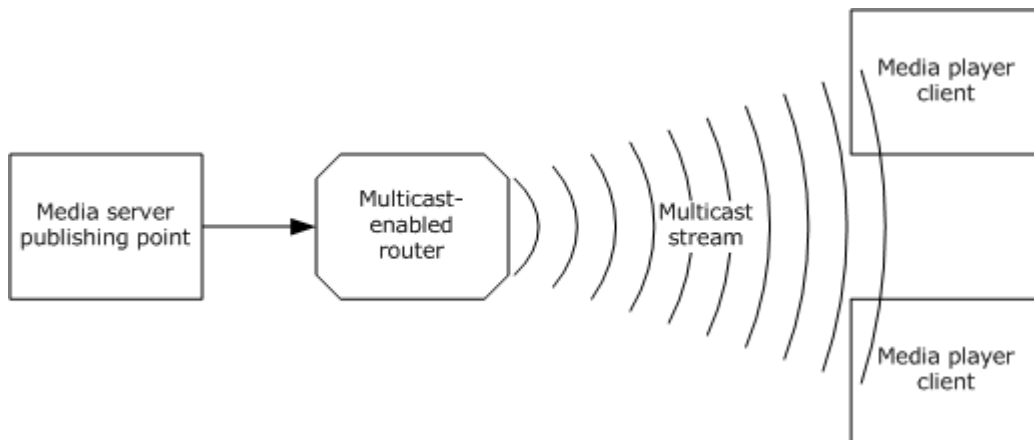 Media server
publishing point
Multicast-
enabled
router
Multicast
stream
Media player
client
Media player
client